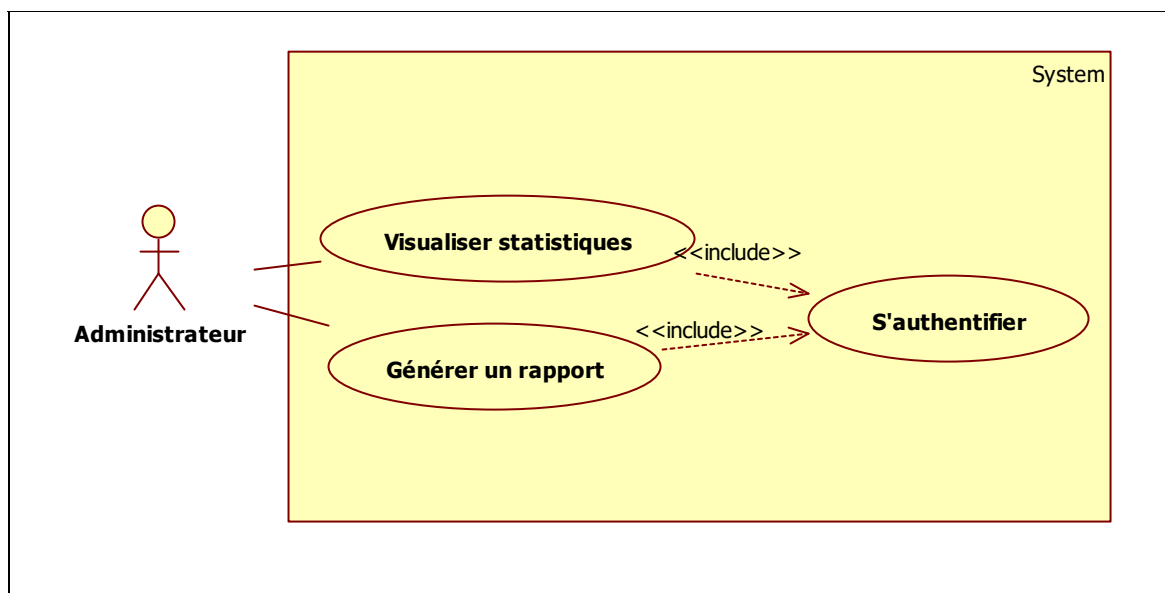 System
Visualiser statistiques
<<include>>
S'authentifier
<<include>>
Administrateur
Générer un rapport